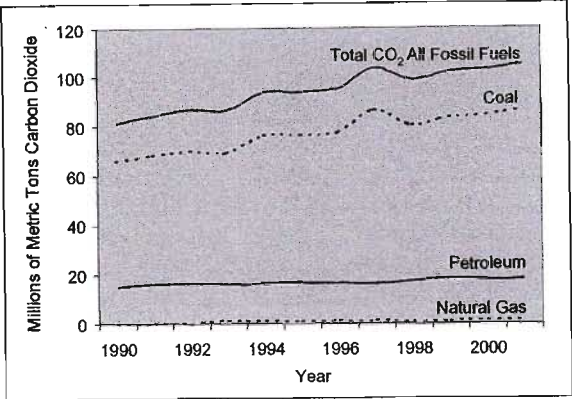 Millions of Metric Tons Carbon Dioxide
120
100
80
60
40
20
0
Total CO₂ All Fossil Fuels
Coal
Petroleum
Natural Gas
1990 1992 1994 1996 1998 2000
Year